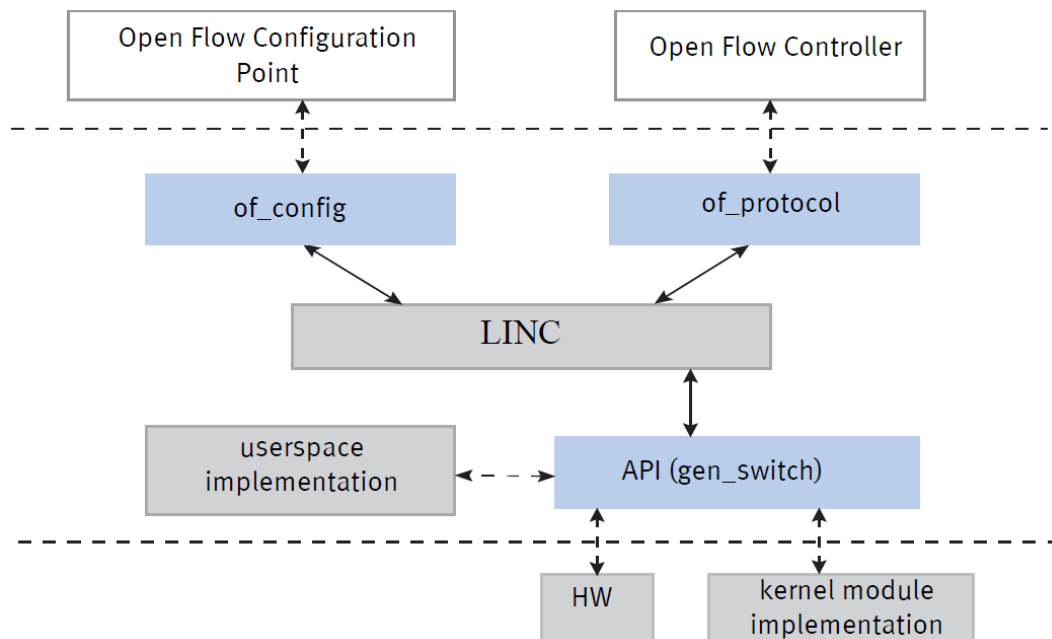 Open Flow Configuration
Point
Open Flow Controller
of_config
of_protocol
LINC
userspace
implementation
API (gen_switch)
HW
kernel module
implementation